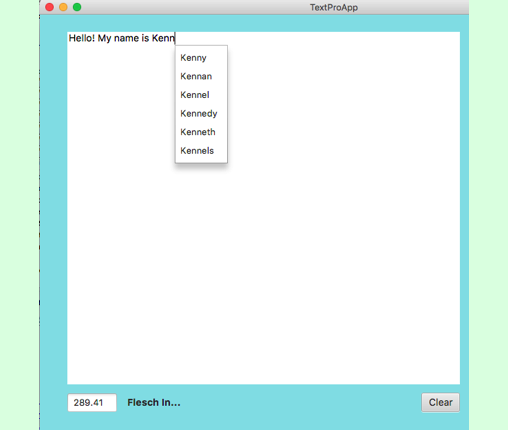 TextProApp
Hello! My name is Kenn
Kenny
Kennan
Kennel
Kennedy
Kenneth
Kennels
289.41 Flesch In... Clear